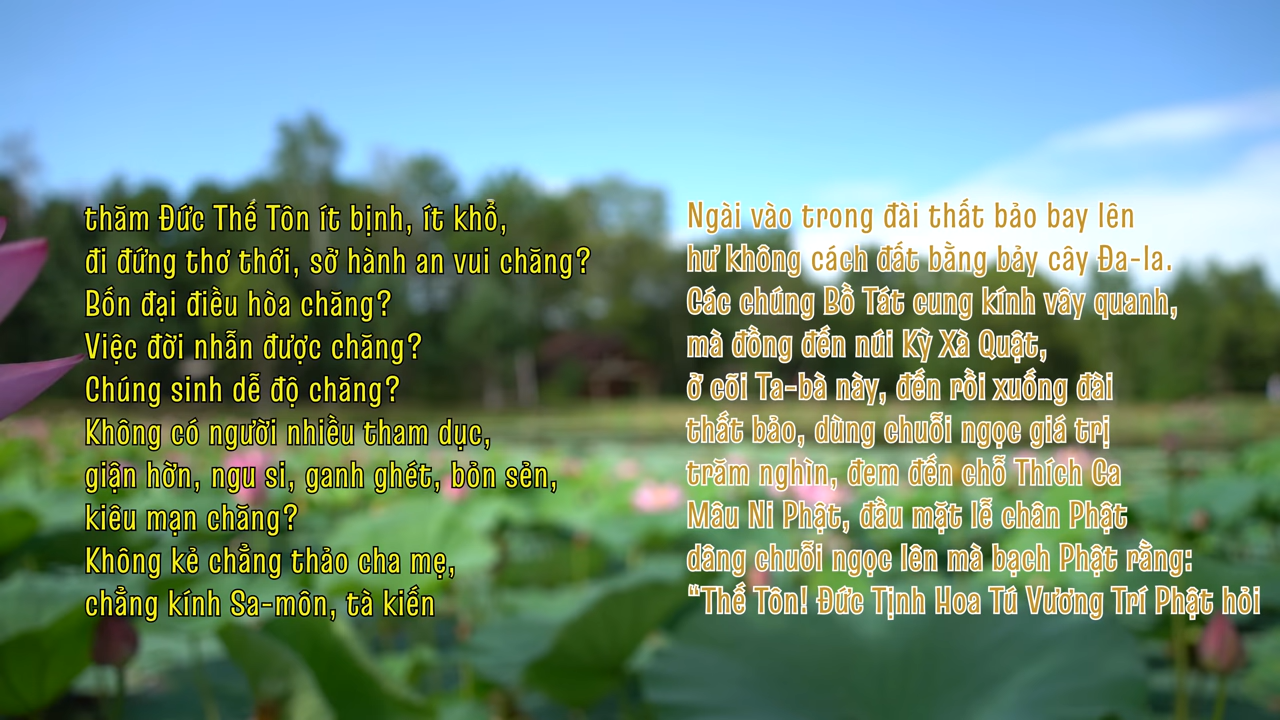 thăm Đức Thế Tôn ít bịnh, ít khổ,
đi đứng thơ thới, sở hành an vui chăng?
Bốn đại điều hòa chăng?
Việc đời nhẫn được chăng?
Chúng sinh dễ độ chăng?
Không có người nhiều tham dục,
giận hờn, ngu si, ganh ghét, bỏn sẻn,
kiêu mạn chăng?
Không kẻ chẳng thảo cha mẹ,
chẳng kính Sa-môn, tà kiến
Ngài vào trong đài thất bảo bay lên
hư không cách đất bằng bảy cây Đa-la.
Các chúng Bồ Tát cung kính vây quanh,
mà đồng đến núi Kỳ Xà Quật,
ở cõi Ta-bà này, đến rồi xuống đài
thất bảo, dùng chuỗi ngọc giá trị
trăm nghìn, đem đến chỗ Thích Ca
Mâu Ni Phật, đầu mặt lễ chân Phật
dâng chuỗi ngọc lên mà bạch Phật rằng:
“Thế Tôn! Đức Tịnh Hoa Tú Vương Trí Phật hỏi